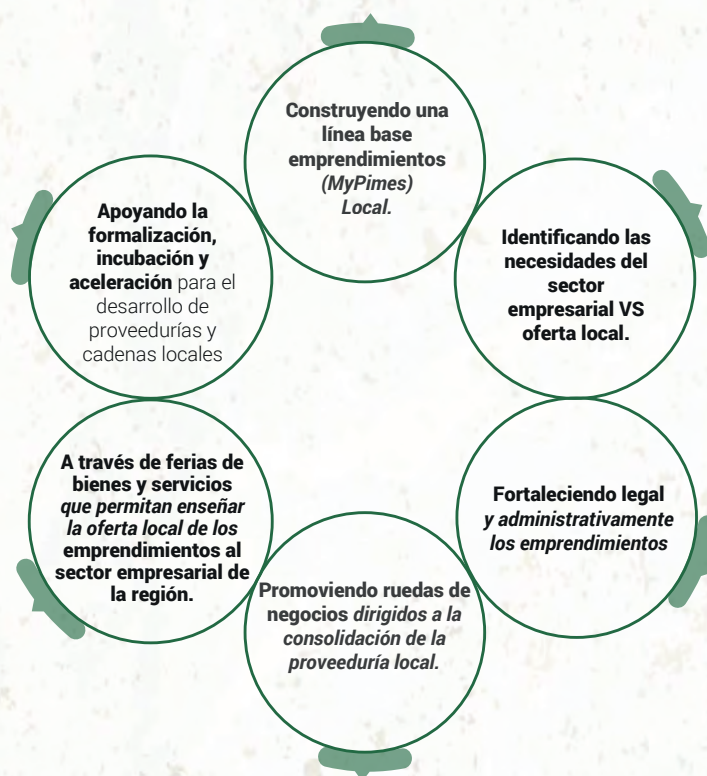 Construyendo una
línea base
emprendimientos
(MyPimes)
Local.
Identificando las
necesidades del
sector
empresarial VS
oferta local.
Fortaleciendo legal
y administrativamente
los emprendimientos
Promoviendo ruedas de
negocios dirigidos a la
consolidación de la
proveeduría local.
A través de ferias de
bienes y servicios
que permitan enseñar
la oferta local de los
emprendimientos al
sector empresarial de
la región.
Apoyando la
formalización,
incubación y
aceleración para el
desarrollo de
proveedurías y
cadenas locales